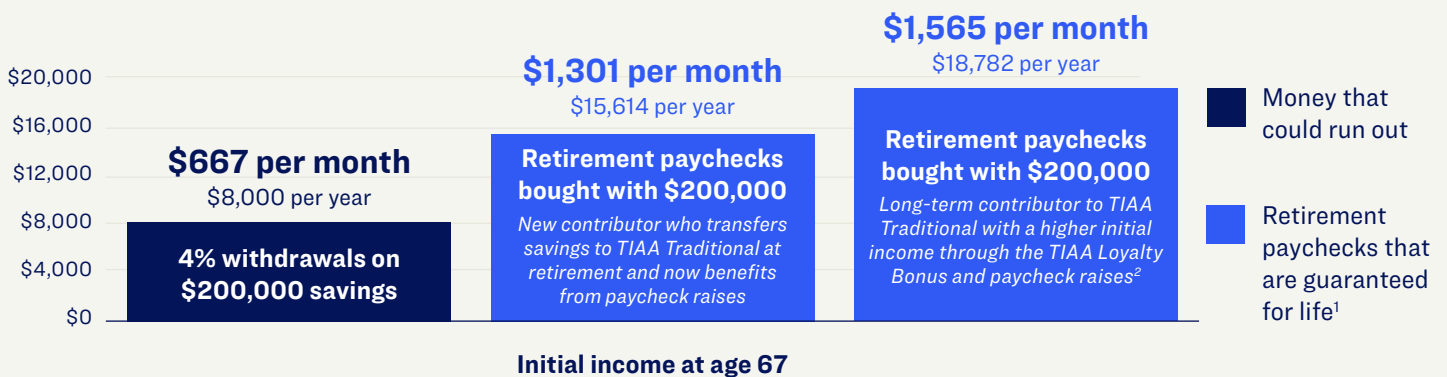 $20,000
$16,000
$12,000
$8,000
$4,000
$0
$667 per month
$8,000 per year
4% withdrawals on
$200,000 savings
$1,301 per month
$15,614 per year
Retirement paychecks
bought with $200,000
New contributor who transfers
savings to TIAA Traditional at
retirement and now benefits
from paycheck raises
$1,565 per month
$18,782 per year
Retirement paychecks
bought with $200,000
Long-term contributor to TIAA
Traditional with a higher initial
income through the TIAA Loyalty
Bonus and paycheck raises²
Initial income at age 67
Money that
could run out
Retirement
paychecks that
are guaranteed
for life¹